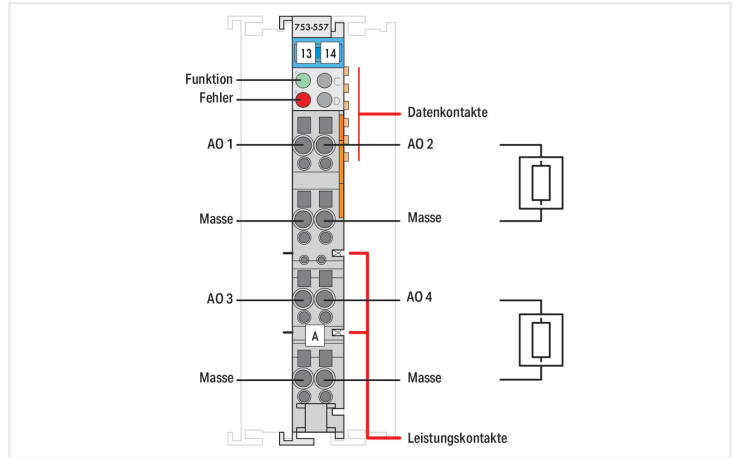 753-557
13 14
Funktion
C
Fehler
D
Datenkontakte
AO 1
AO 2
Masse
Masse
AO 3
AO 4
A
Masse
Masse
Leistungskontakte